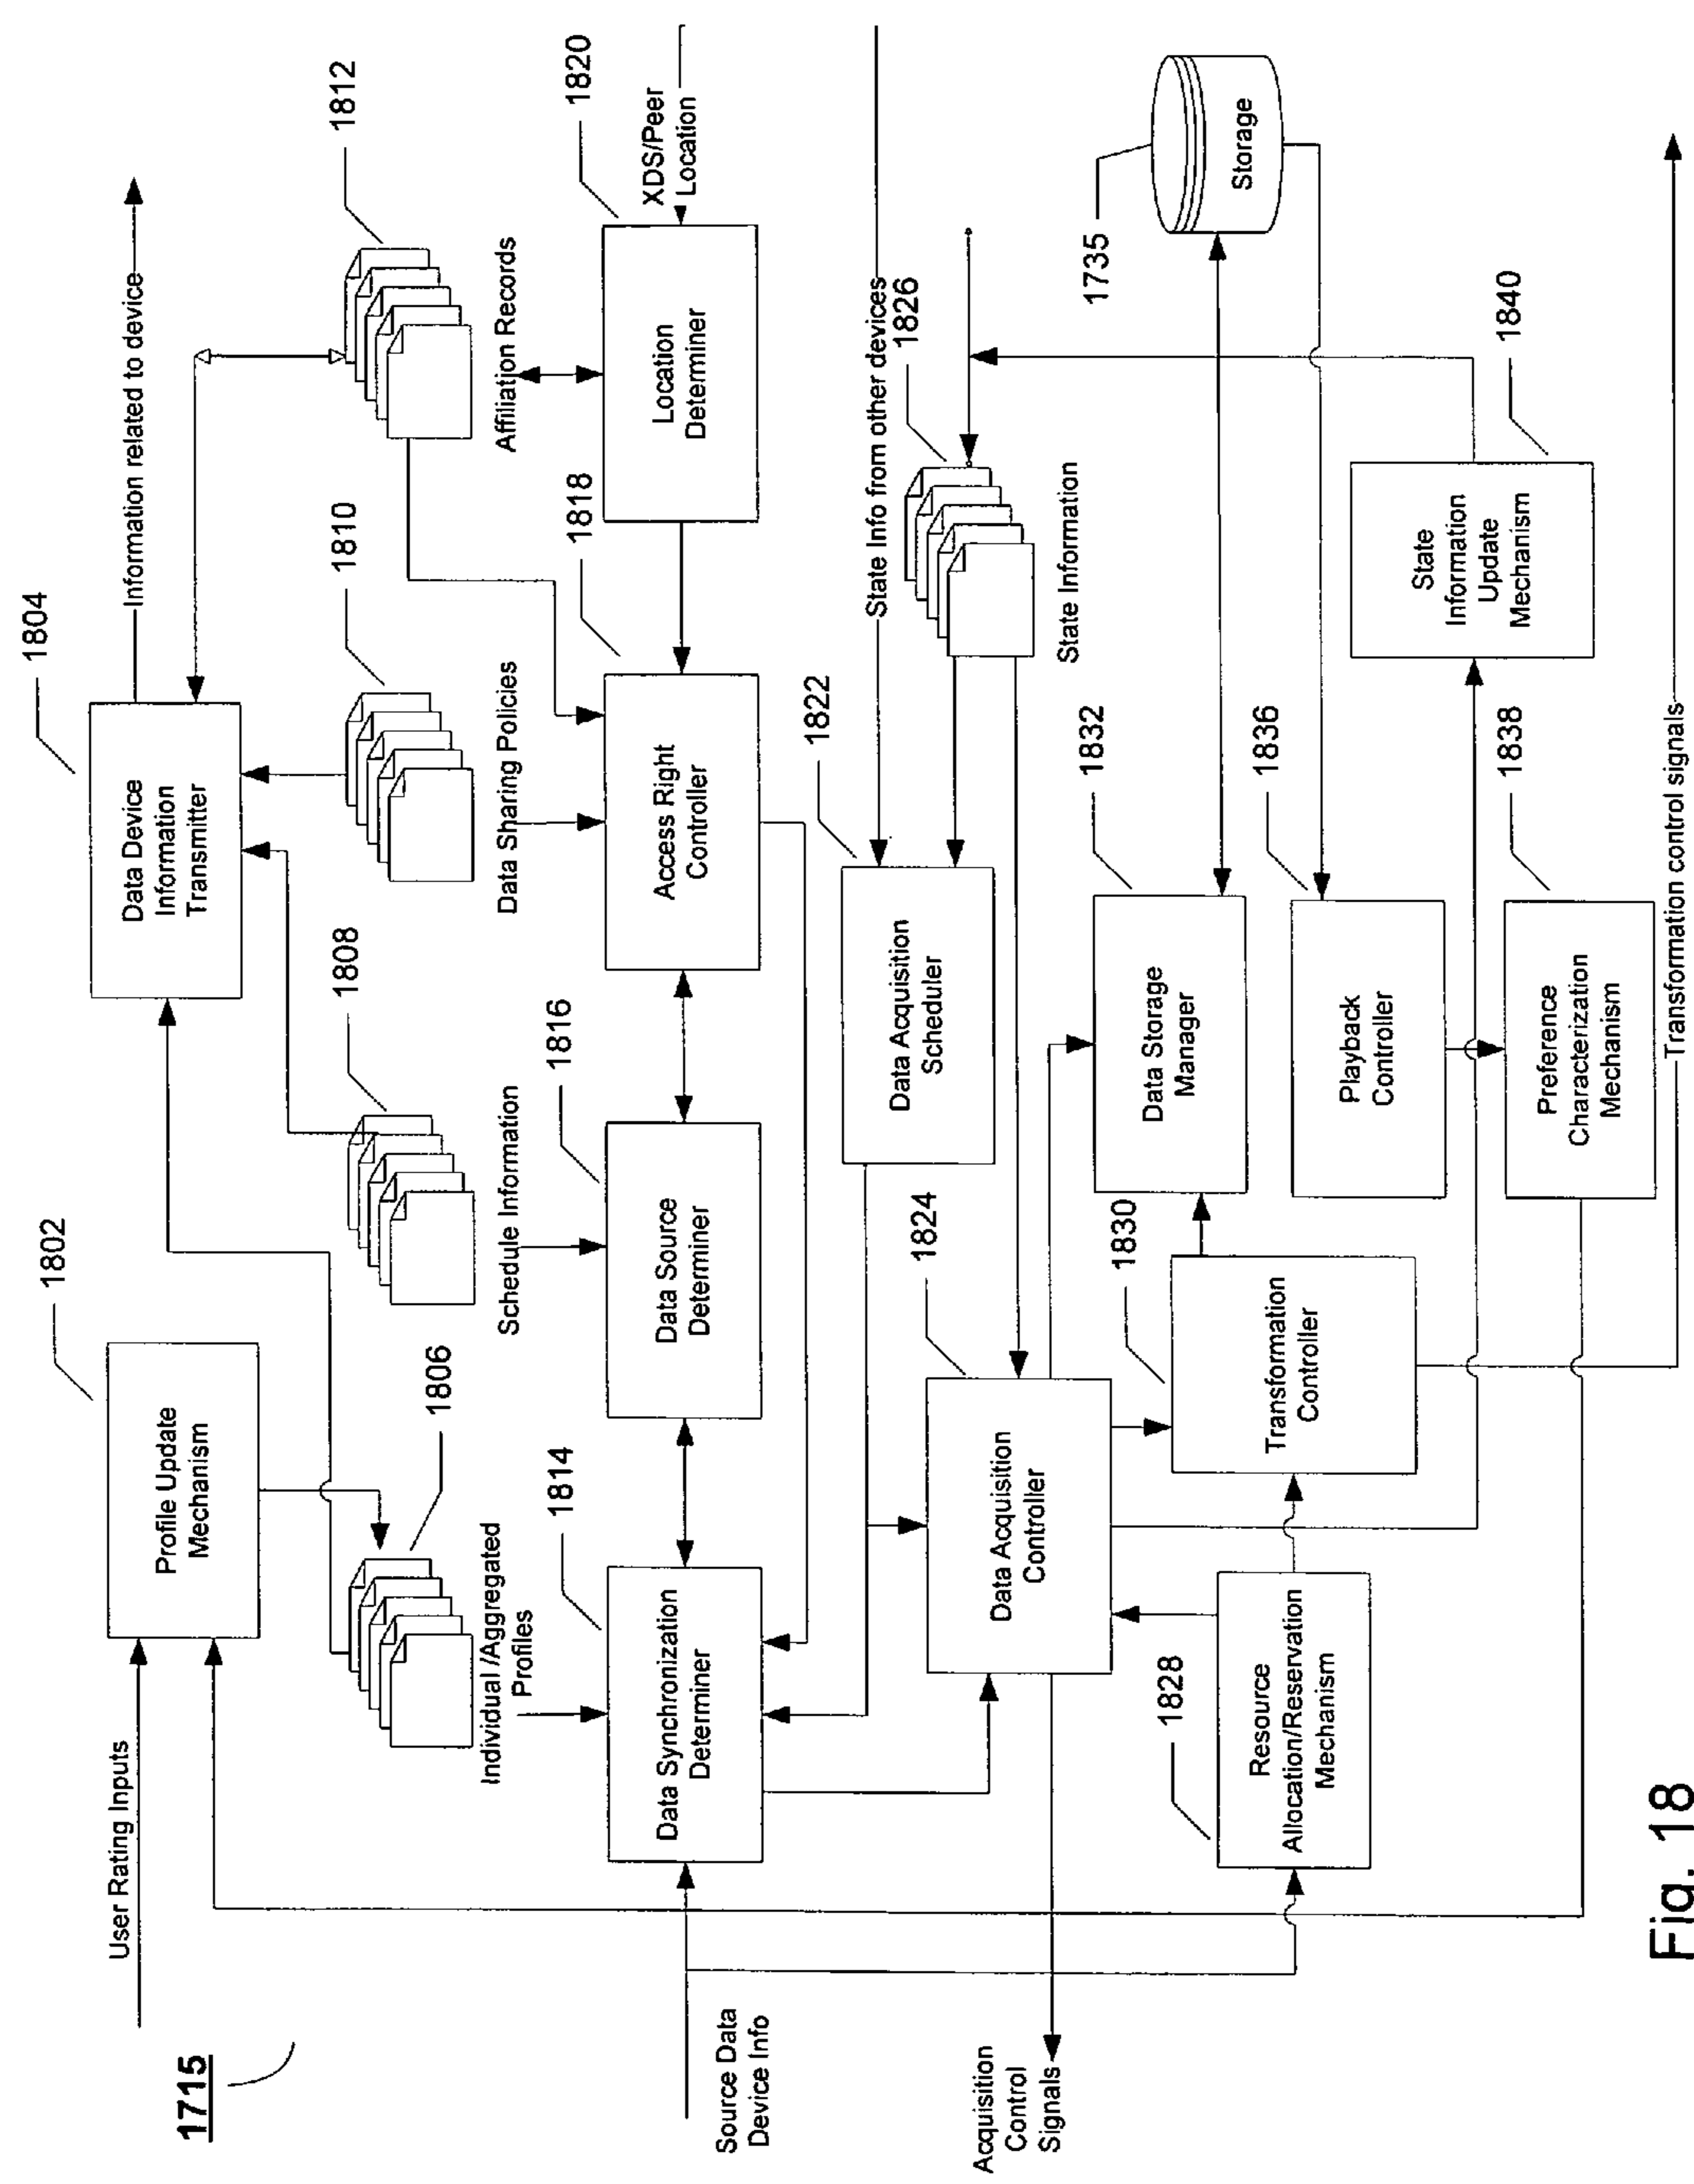 1715
User Rating Inputs
1802
Profile Update
Mechanism
1804
Data Device
Information
Transmitter
Information related to device
1806
Individual /Aggregated
Profiles
1808
Schedule Information
1810
Data Sharing Policies
1812
Affiliation Records
Source Data
Device Info
1814
Data Synchronization
Determiner
1816
Data Source
Determiner
1818
Access Right
Controller
1820
Location
Determiner
XDS/Peer
Location
1822
Data Acquisition
Scheduler
State Info from other devices
1826
State Information
Acquisition
Control
Signals
1824
Data Acquisition
Controller
1828
Resource
Allocation/Reservation
Mechanism
1830
Transformation
Controller
1832
Data Storage
Manager
1735
Storage
1836
Playback
Controller
1838
Preference
Characterization
Mechanism
1840
State
Information
Update
Mechanism
Transformation control signals
Fig. 18